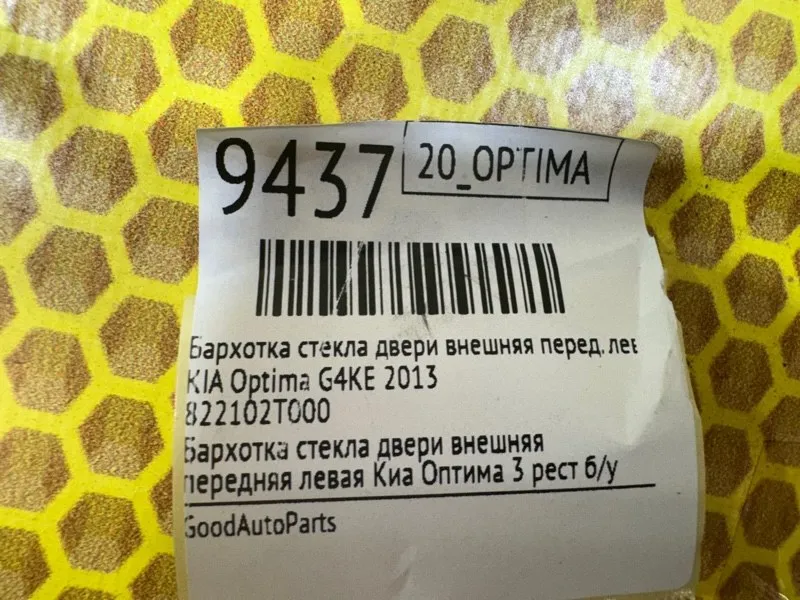 9437
20_OPTIMA
Бархотка стекла двери внешняя перед. лев
KIA Optima G4KE 2013
822102T000
Бархотка стекла двери внешняя
передняя левая Киа Оптима 3 рест б/у
GoodAutoParts